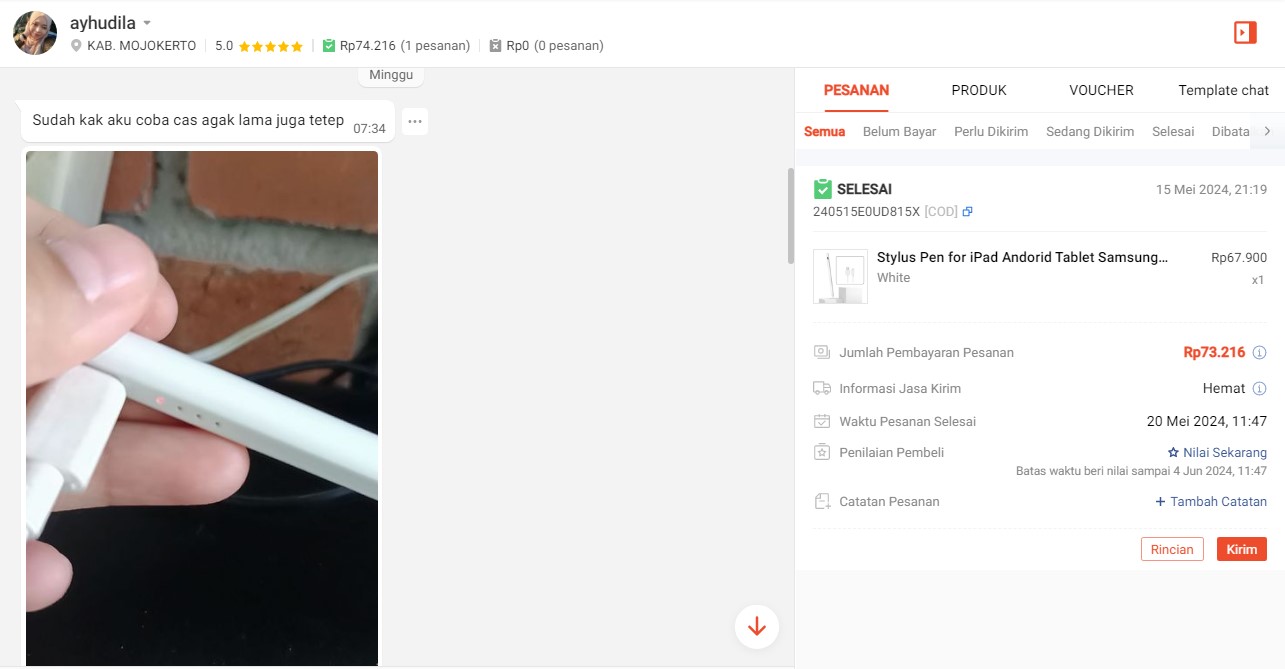 ayhudila
KAB. MOJOKERTO 5.0 Rp74.216 (1 pesanan) Rp0 (0 pesanan)
Minggu
Sudah kak aku coba cas agak lama juga tetep 07:34
PESANAN PRODUK VOUCHER Template chat
Semua Belum Bayar Perlu Dikirim Sedang Dikirim Selesai Dibata
SELESAI 15 Mei 2024, 21:19
240515E0UD815X [COD]
Stylus Pen for iPad Andorid Tablet Samsung... Rp67.900
White x1
Jumlah Pembayaran Pesanan Rp73.216
Informasi Jasa Kirim Hemat
Waktu Pesanan Selesai 20 Mei 2024, 11:47
Penilaian Pembeli Nilai Sekarang
Batas waktu beri nilai sampai 4 Jun 2024, 11:47
Catatan Pesanan + Tambah Catatan
Rincian Kirim